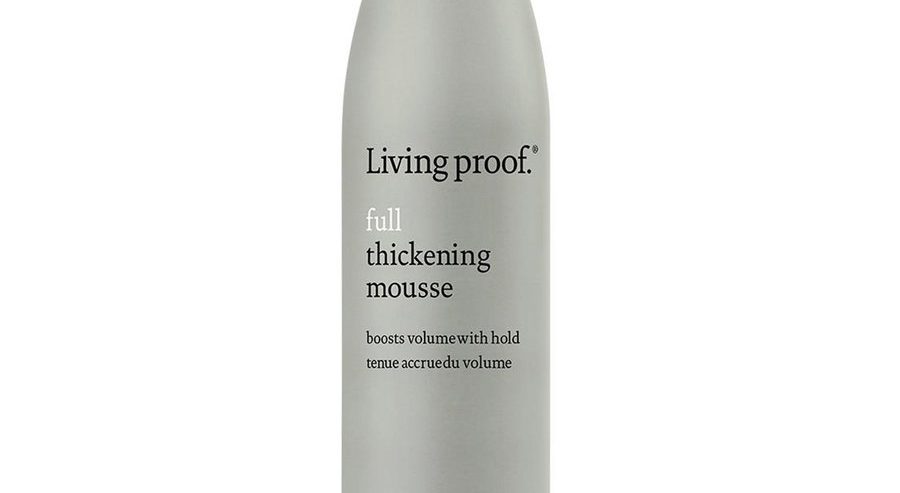 Living proof.®
full
thickening
mousse
boosts volume with hold
tenue accrue du volume